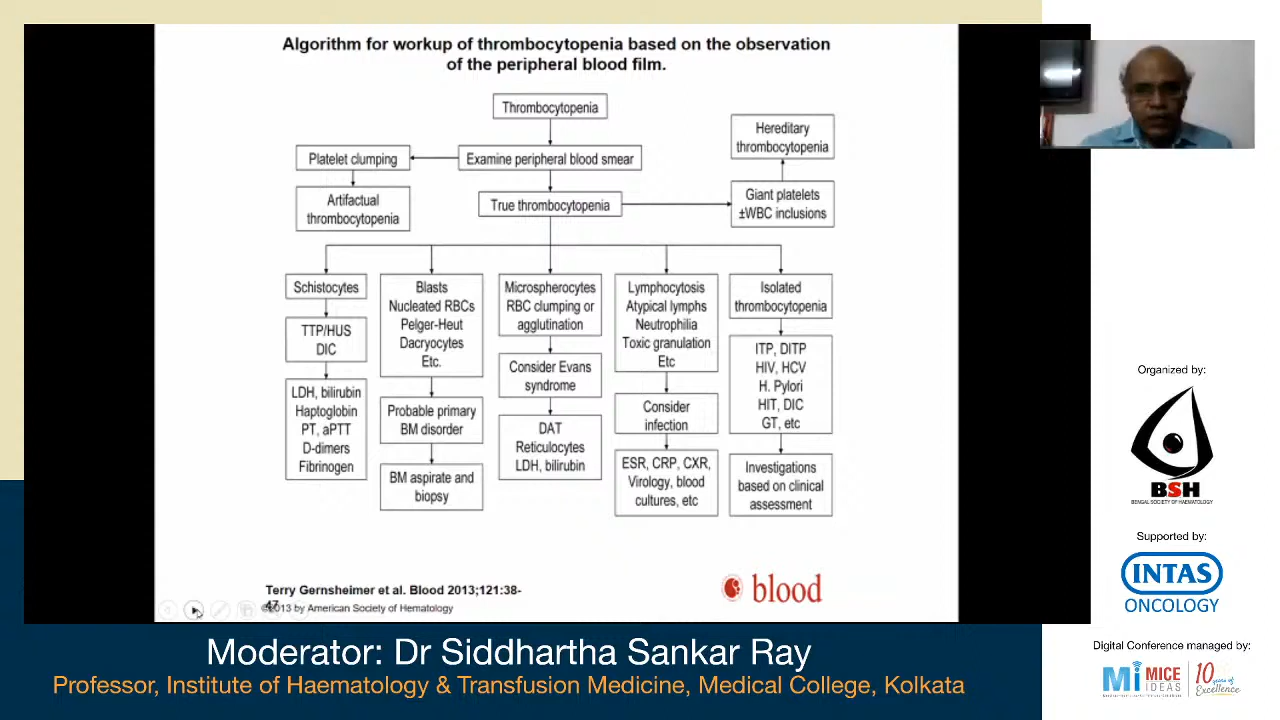 Algorithm for workup of thrombocytopenia based on the observation
of the peripheral blood film.
Thrombocytopenia
Hereditary
thrombocytopenia
Platelet clumping
Examine peripheral blood smear
Artifactual
thrombocytopenia
True thrombocytopenia
Giant platelets
±WBC inclusions
Schistocytes
TTP/HUS
DIC
LDH, bilirubin
Haptoglobin
PT, aPTT
D-dimers
Fibrinogen
Blasts
Nucleated RBCs
Pelger-Heut
Dacryocytes
Etc.
Probable primary
BM disorder
BM aspirate and
biopsy
Microspherocytes
RBC clumping or
agglutination
Consider Evans
syndrome
DAT
Reticulocytes
LDH, bilirubin
Lymphocytosis
Atypical lymphs
Neutrophilia
Toxic granulation
Etc
Consider
infection
ESR, CRP, CXR,
Virology, blood
cultures, etc
Isolated
thrombocytopenia
ITP, DITP
HIV, HCV
H. Pylori
HIT, DIC
GT, etc
Investigations
based on clinical
assessment
Terry Gernsheimer et al. Blood 2013;121:38-
47
©2013 by American Society of Hematology
blood
Organized by:
BSH
BENGAL SOCIETY OF HAEMATOLOGY
Supported by:
INTAS
ONCOLOGY
Digital Conference managed by:
Mi MICE
IDEAS
10 years of
Excellence
Moderator: Dr Siddhartha Sankar Ray
Professor, Institute of Haematology & Transfusion Medicine, Medical College, Kolkata